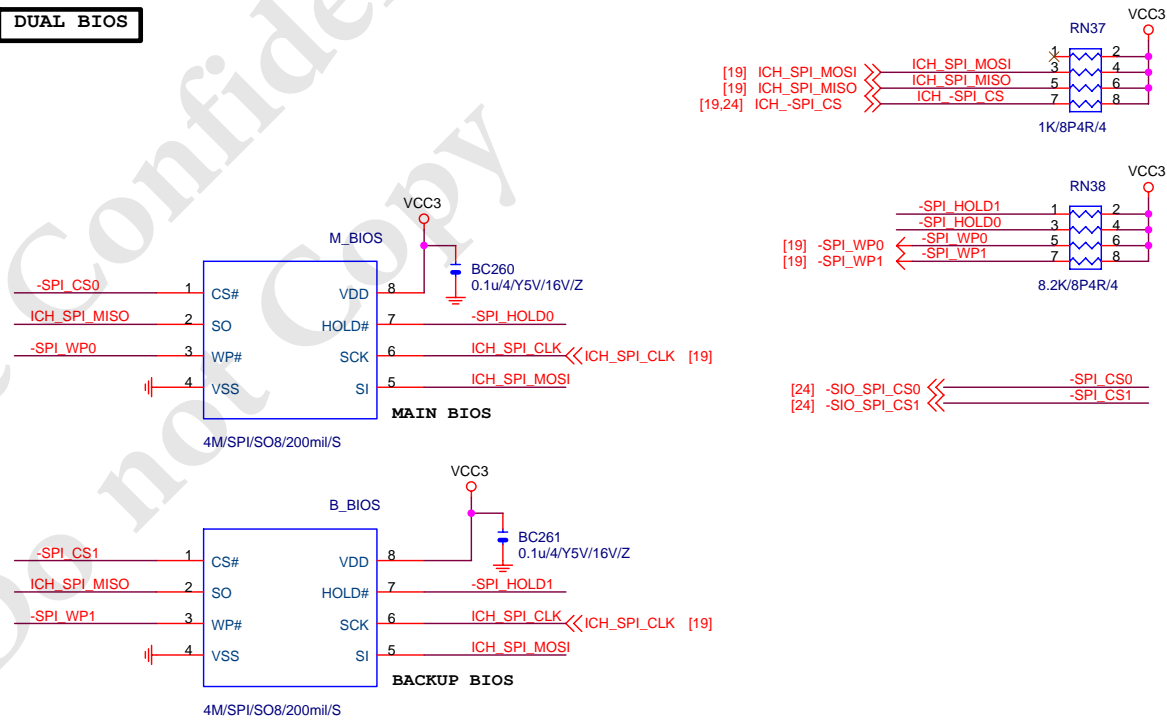 DUAL BIOS
VCC3
RN37
1 2
[19] ICH_SPI_MOSI ICH_SPI_MOSI 3 4
[19] ICH_SPI_MISO ICH_SPI_MISO 5 6
[19,24] ICH_-SPI_CS ICH_-SPI_CS 7 8
1K/8P4R/4
VCC3
RN38
-SPI_HOLD1 1 2
-SPI_HOLD0 3 4
[19] -SPI_WP0 -SPI_WP0 5 6
[19] -SPI_WP1 -SPI_WP1 7 8
8.2K/8P4R/4
[24] -SIO_SPI_CS0 -SPI_CS0
[24] -SIO_SPI_CS1 -SPI_CS1
VCC3
M_BIOS
BC260
0.1u/4/Y5V/16V/Z
-SPI_CS0 1 CS# VDD 8
ICH_SPI_MISO 2 SO HOLD# 7 -SPI_HOLD0
-SPI_WP0 3 WP# SCK 6 ICH_SPI_CLK ICH_SPI_CLK [19]
4 VSS SI 5 ICH_SPI_MOSI
MAIN BIOS
4M/SPI/SO8/200mil/S
VCC3
B_BIOS
BC261
0.1u/4/Y5V/16V/Z
-SPI_CS1 1 CS# VDD 8
ICH_SPI_MISO 2 SO HOLD# 7 -SPI_HOLD1
-SPI_WP1 3 WP# SCK 6 ICH_SPI_CLK ICH_SPI_CLK [19]
4 VSS SI 5 ICH_SPI_MOSI
BACKUP BIOS
4M/SPI/SO8/200mil/S
Do not Copy